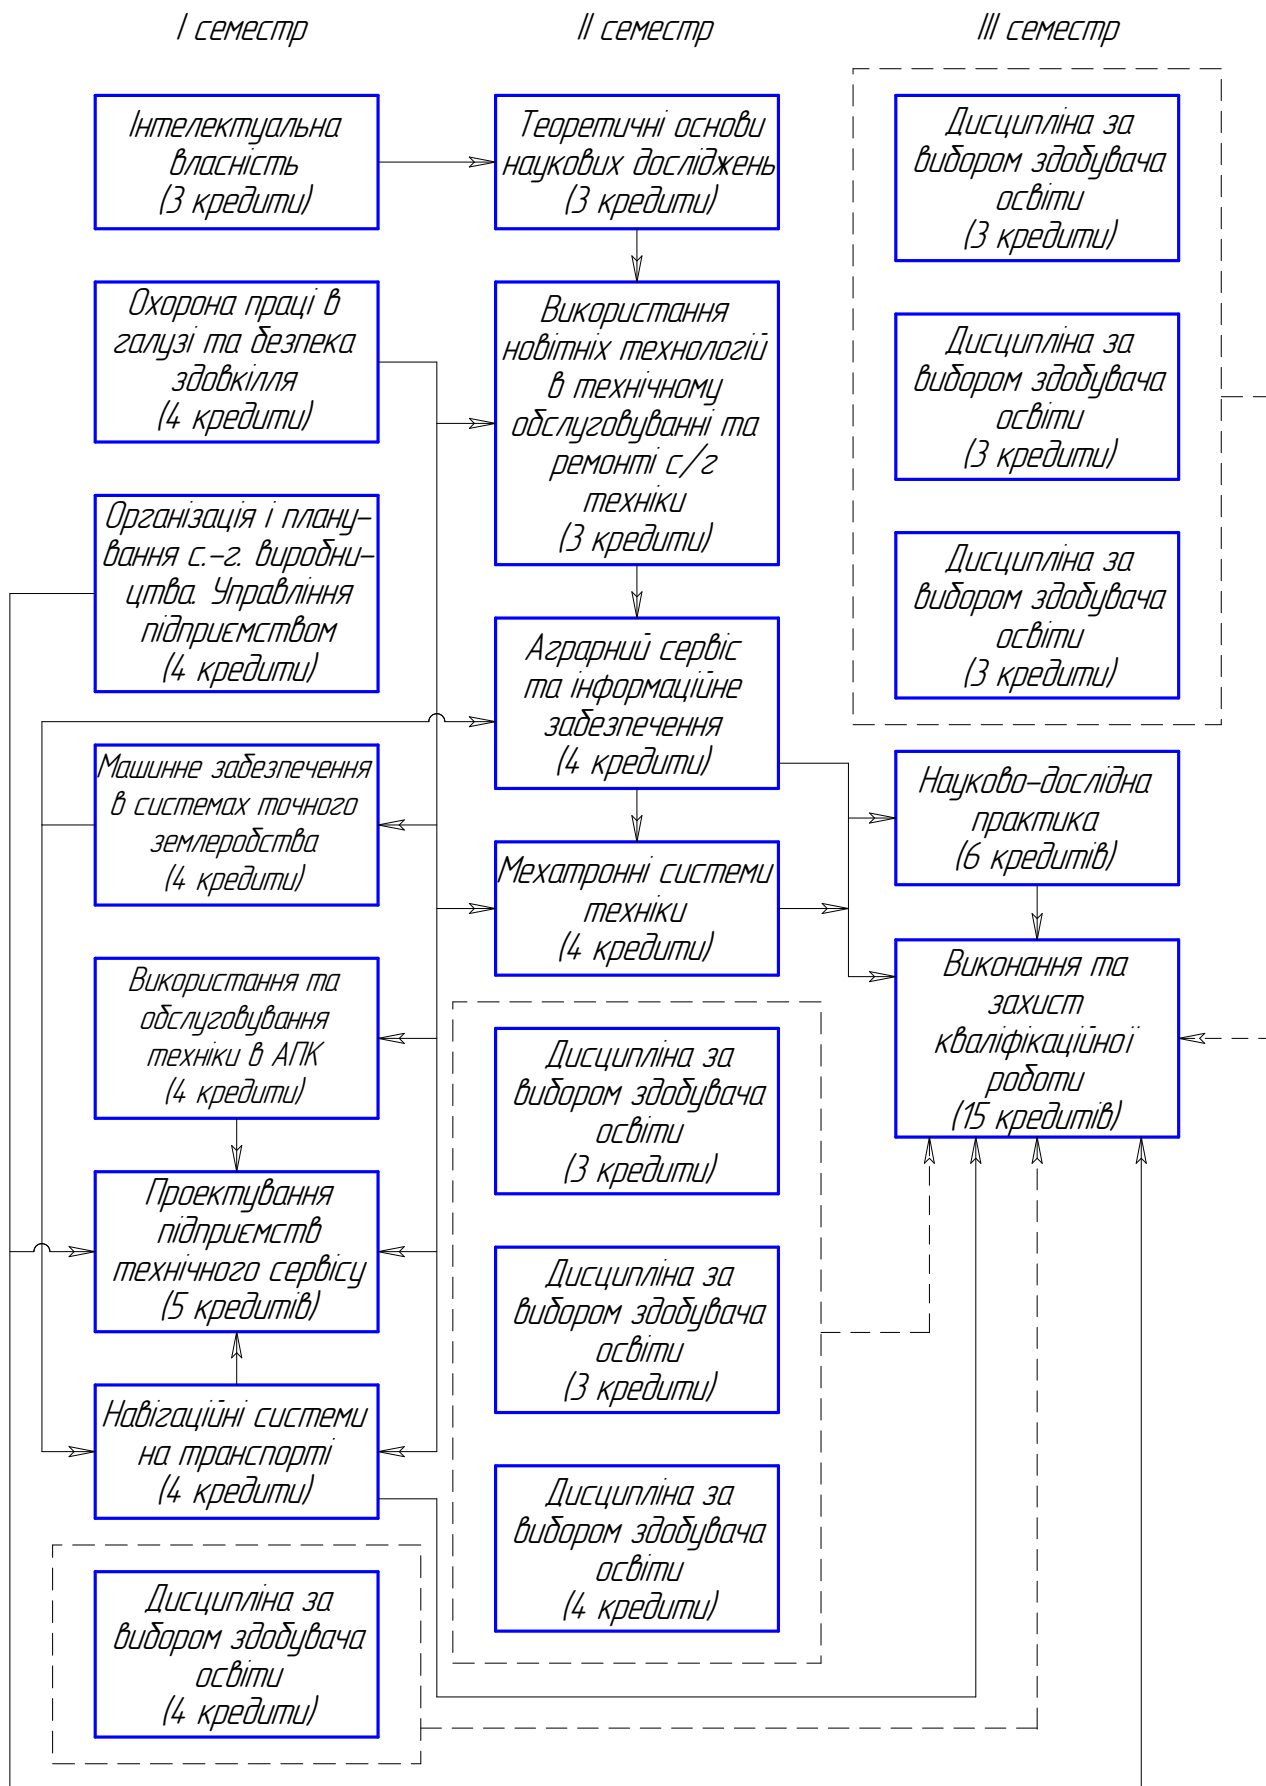 I семестр
II семестр
III семестр
Інтелектуальна
власність
(3 кредити)
Охорона праці в
галузі та безпека
здовкілля
(4 кредити)
Організація і плану-
вання с.-г. виробни-
цтва. Управління
підприємством
(4 кредити)
Машинне забезпечення
в системах точного
землеробства
(4 кредити)
Використання та
обслуговування
техніки в АПК
(4 кредити)
Проектування
підприємств
технічного сервісу
(5 кредитів)
Навігаційні системи
на транспорті
(4 кредити)
Дисципліна за
вибором здобувача
освіти
(4 кредити)
Теоретичні основи
наукових досліджень
(3 кредити)
Використання
новітніх технологій
в технічному
обслуговуванні та
ремонті с/г
техніки
(3 кредити)
Аграрний сервіс
та інформаційне
забезпечення
(4 кредити)
Мехатронні системи
техніки
(4 кредити)
Дисципліна за
вибором здобувача
освіти
(3 кредити)
Дисципліна за
вибором здобувача
освіти
(3 кредити)
Дисципліна за
вибором здобувача
освіти
(4 кредити)
Дисципліна за
вибором здобувача
освіти
(3 кредити)
Дисципліна за
вибором здобувача
освіти
(3 кредити)
Дисципліна за
вибором здобувача
освіти
(3 кредити)
Науково-дослідна
практика
(6 кредитів)
Виконання та
захист
кваліфікаційної
роботи
(15 кредитів)